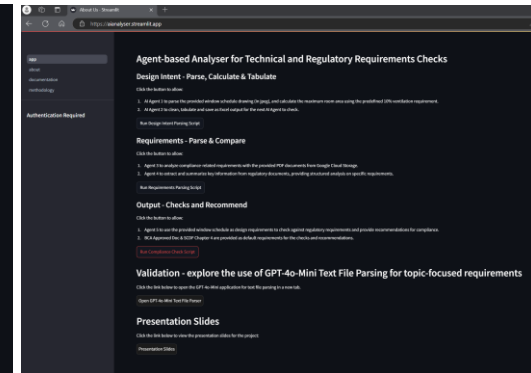 About Us · Streamlit
https://aianalyser.streamlit.app
app
about
documentation
methodology
Authentication Required
Agent-based Analyser for Technical and Regulatory Requirements Checks
Design Intent - Parse, Calculate & Tabulate
Click the button to allow:
1. AI Agent 1 to parse the provided window schedule drawing (in jpeg), and calculate the maximum room area using the predefined 10% ventilation requirement.
2. AI Agent 2 to clean, tabulate and save as Excel output for the next AI Agent to check.
Run Design Intent Parsing Script
Requirements - Parse & Compare
Click the button to allow:
1. Agent 3 to analyze compliance-related requirements with the provided PDF documents from Google Cloud Storage.
2. Agent 4 to extract and summarize key information from regulatory documents, providing structured analysis on specific requirements.
Run Requirements Parsing Script
Output - Checks and Recommend
Click the button to allow:
1. Agent 5 to use the provided window schedule as design requirements to check against regulatory requirements and provide recommendations for compliance.
2. BCA Approved Doc & SCDF Chapter 4 are provided as default requirements for the checks and recommendations.
Run Compliance Check Script
Validation - explore the use of GPT-4o-Mini Text File Parsing for topic-focused requirements
Click the link below to open the GPT-4o-Mini application for text file parsing in a new tab.
Open GPT-4o-Mini Text File Parser
Presentation Slides
Click the link below to view the presentation slides for the project:
Presentation Slides